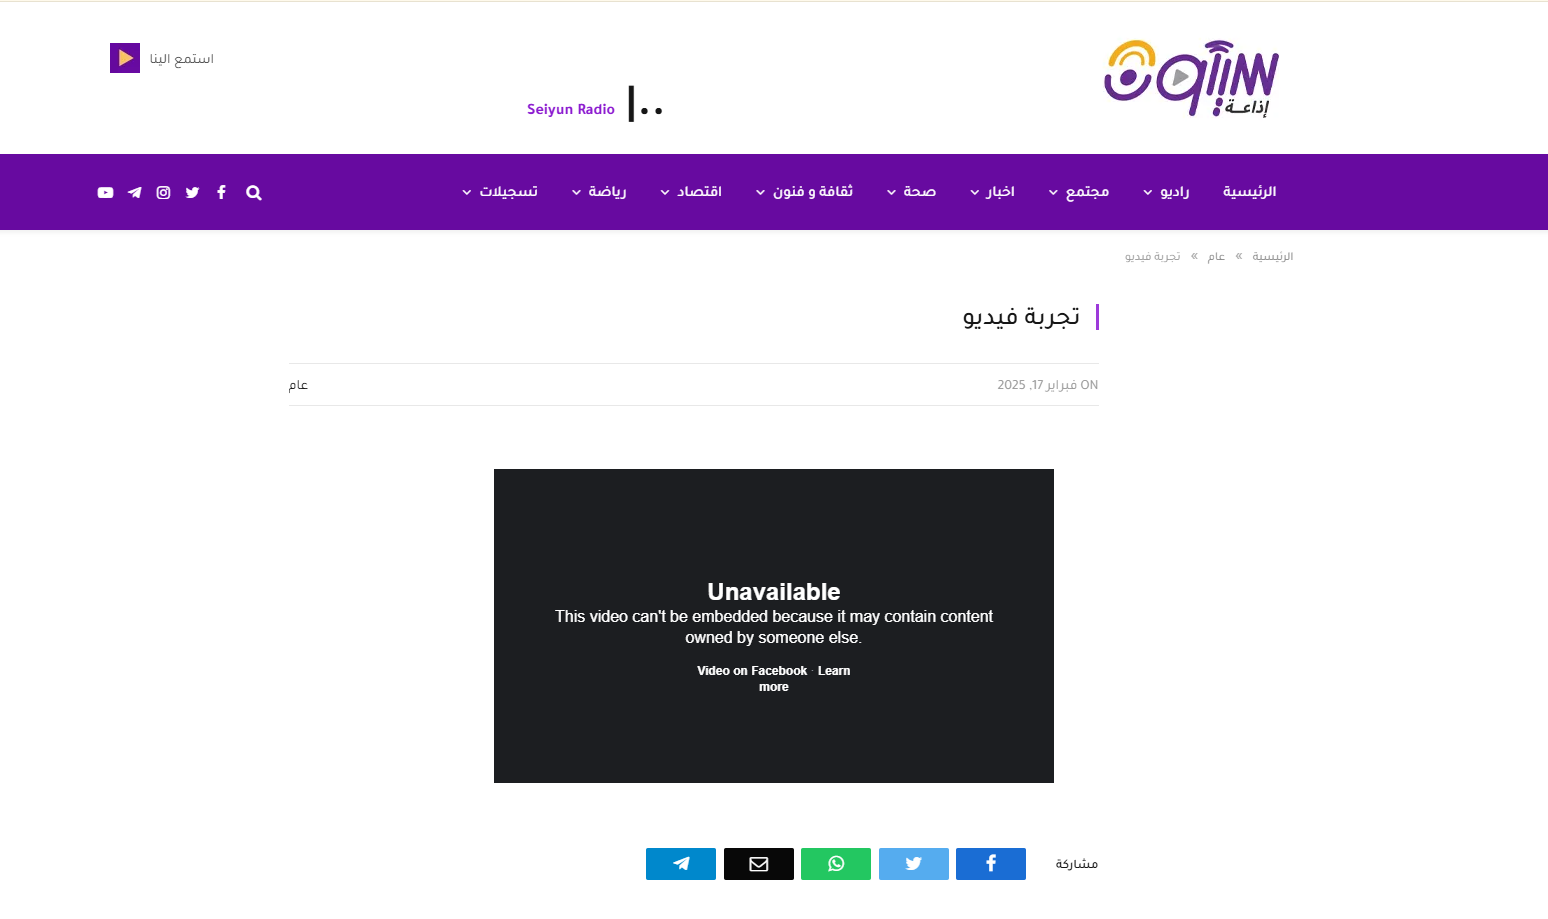 سيئون
إذاعة
استمع الينا
..|
Seiyun Radio
الرئيسية راديو مجتمع اخبار صحة ثقافة و فنون اقتصاد رياضة تسجيلات
الرئيسية » عام » تجربة فيديو
تجربة فيديو
ON فبراير 17, 2025
عام
Unavailable
This video can't be embedded because it may contain content
owned by someone else.
Video on Facebook · Learn
more
مشاركة